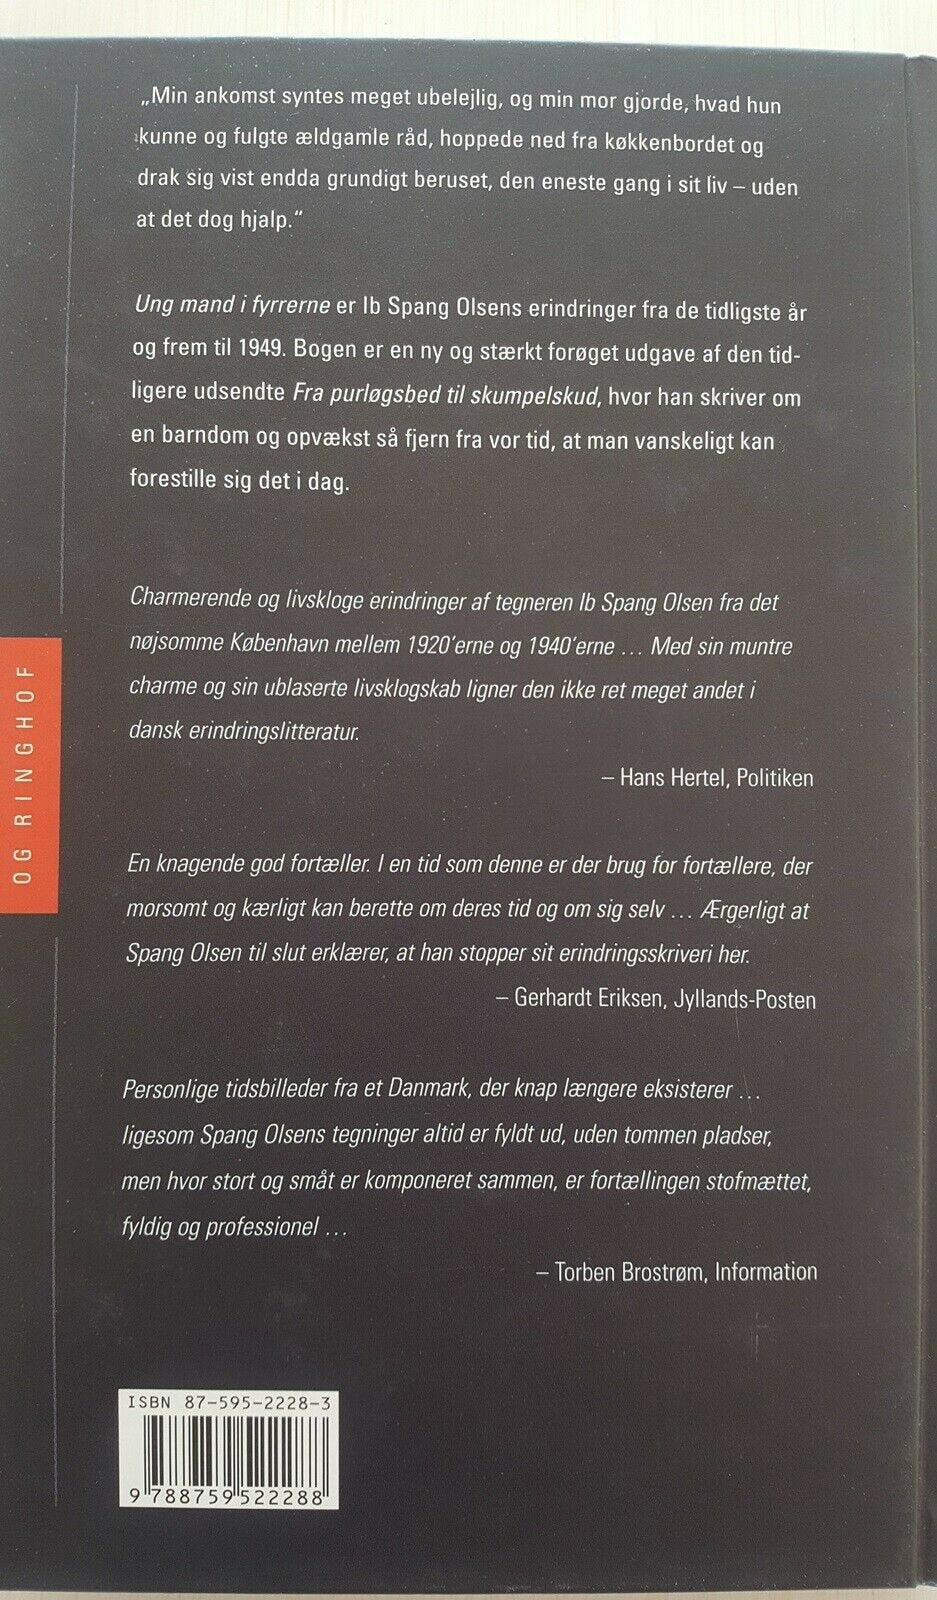 „Min ankomst syntes meget ubelejlig, og min mor gjorde, hvad hun
kunne og fulgte ældgamle råd, hoppede ned fra køkkenbordet og
drak sig vist endda grundigt beruset, den eneste gang i sit liv – uden
at det dog hjalp.“
Ung mand i fyrrerne er Ib Spang Olsens erindringer fra de tidligste år
og frem til 1949. Bogen er en ny og stærkt forøget udgave af den tid-
ligere udsendte Fra purløgsbed til skumpelskud, hvor han skriver om
en barndom og opvækst så fjern fra vor tid, at man vanskeligt kan
forestille sig det i dag.
Charmerende og livskloge erindringer af tegneren Ib Spang Olsen fra det
nøjsomme København mellem 1920’erne og 1940’erne … Med sin muntre
charme og sin ublaserte livsklogskab ligner den ikke ret meget andet i
dansk erindringslitteratur.
– Hans Hertel, Politiken
En knagende god fortæller. I en tid som denne er der brug for fortællere, der
morsomt og kærligt kan berette om deres tid og om sig selv … Ærgerligt at
Spang Olsen til slut erklærer, at han stopper sit erindringsskriveri her.
– Gerhardt Eriksen, Jyllands-Posten
Personlige tidsbilleder fra et Danmark, der knap længere eksisterer …
ligesom Spang Olsens tegninger altid er fyldt ud, uden tommen pladser,
men hvor stort og småt er komponeret sammen, er fortællingen stofmættet,
fyldig og professionel …
– Torben Brostrøm, Information
OG RINGHOF
ISBN 87-595-2228-3
9 788759 522288